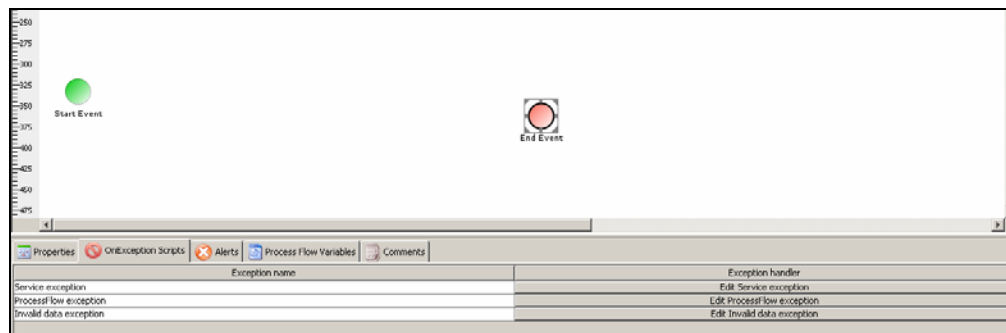 250
275
300
325
350
375
400
425
450
475
Start Event
End Event
Properties OnException Scripts Alerts Process Flow Variables Comments
Exception name Exception handler
Service exception Edit Service exception
ProcessFlow exception Edit ProcessFlow exception
Invalid data exception Edit Invalid data exception